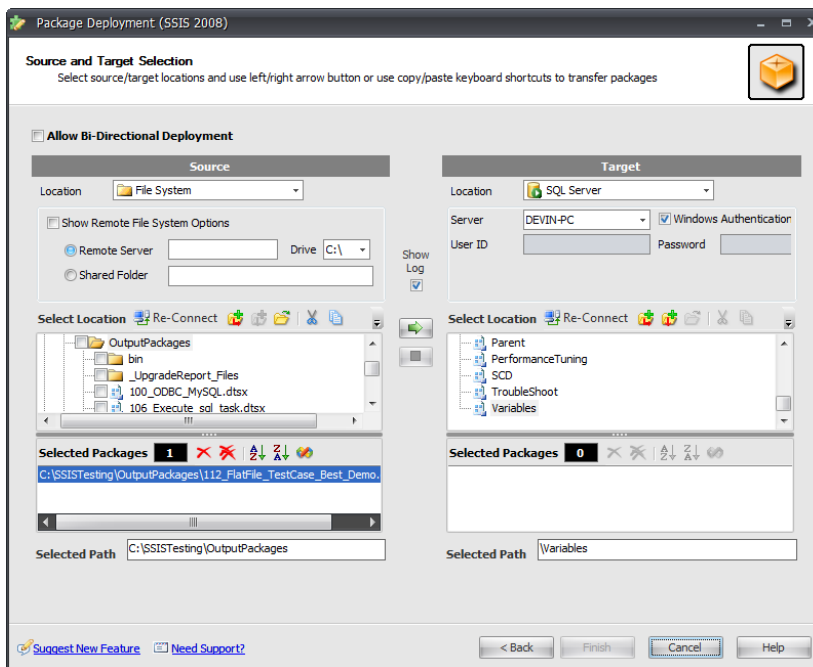 Package Deployment (SSIS 2008)
Source and Target Selection
Select source/target locations and use left/right arrow button or use copy/paste keyboard shortcuts to transfer packages
Allow Bi-Directional Deployment
Source
Location File System
Show Remote File System Options
Remote Server Drive C:\
Shared Folder
Select Location Re-Connect
OutputPackages
bin
_UpgradeReport_Files
100_ODBC_MySQL.dtsx
106_Execute_sql_task.dtsx
Selected Packages 1
C:\SSISTesting\OutputPackages\112_FlatFile_TestCase_Best_Demo.
Selected Path C:\SSISTesting\OutputPackages
Show
Log
Target
Location SQL Server
Server DEVIN-PC Windows Authentication
User ID Password
Select Location Re-Connect
Parent
PerformanceTuning
SCD
TroubleShoot
Variables
Selected Packages 0
Selected Path \Variables
Suggest New Feature Need Support?
< Back Finish Cancel Help